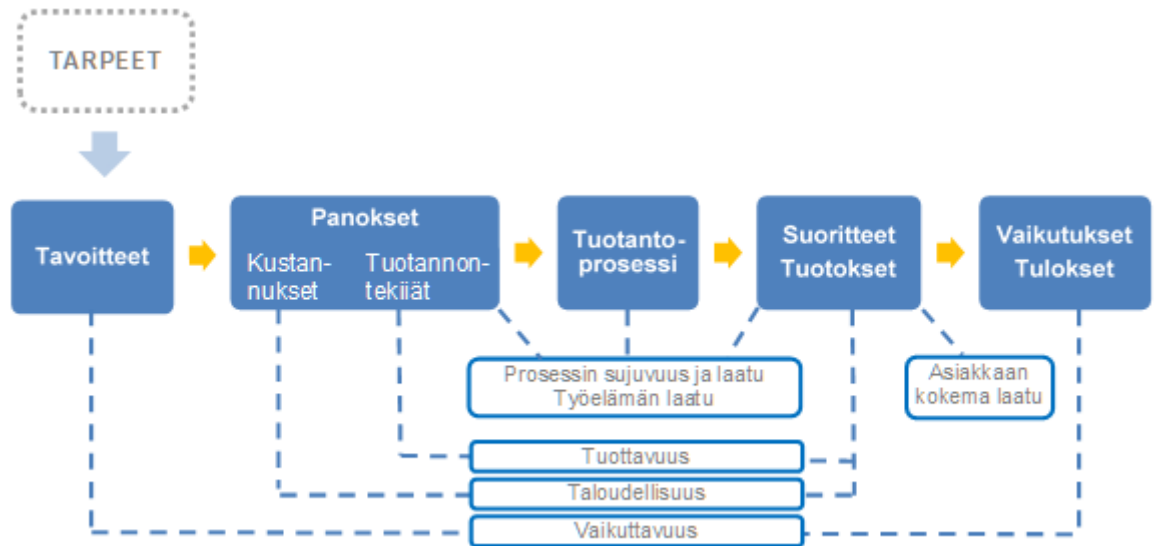 TARPEET
Tavoitteet
Panokset
Kustan-
nukset
Tuotannon-
tekiiät
Tuotanto-
prosessi
Suoritteet
Tuotokset
Vaikutukset
Tulokset
Prosessin sujuvuus ja laatu
Työelämän laatu
Asiakkaan
kokema laatu
Tuottavuus
Taloudellisuus
Vaikuttavuus